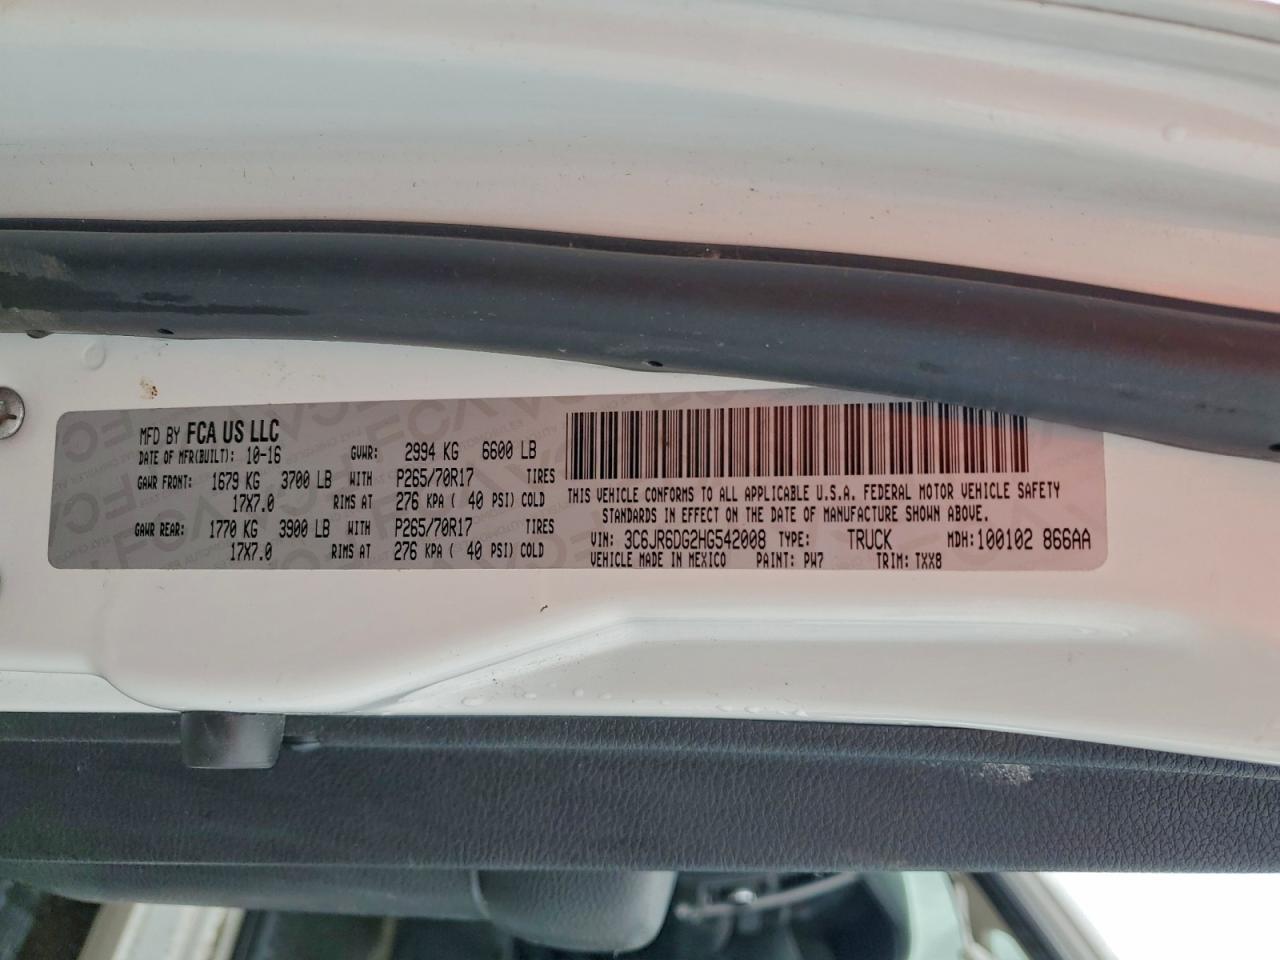 MFD BY FCA US LLC
DATE OF MFR(BUILT): 10-16 GVWR: 2994 KG 6600 LB
GAWR FRONT: 1679 KG 3700 LB WITH P265/70R17 TIRES
17X7.0 RIMS AT 276 KPA ( 40 PSI) COLD
GAWR REAR: 1770 KG 3900 LB WITH P265/70R17 TIRES
17X7.0 RIMS AT 276 KPA ( 40 PSI) COLD
THIS VEHICLE CONFORMS TO ALL APPLICABLE U.S.A. FEDERAL MOTOR VEHICLE SAFETY
STANDARDS IN EFFECT ON THE DATE OF MANUFACTURE SHOWN ABOVE.
VIN: 3C6JR6DG2HG542008 TYPE: TRUCK MDH:100102 866AA
VEHICLE MADE IN MEXICO PAINT: PW7 TRIM: TXX8